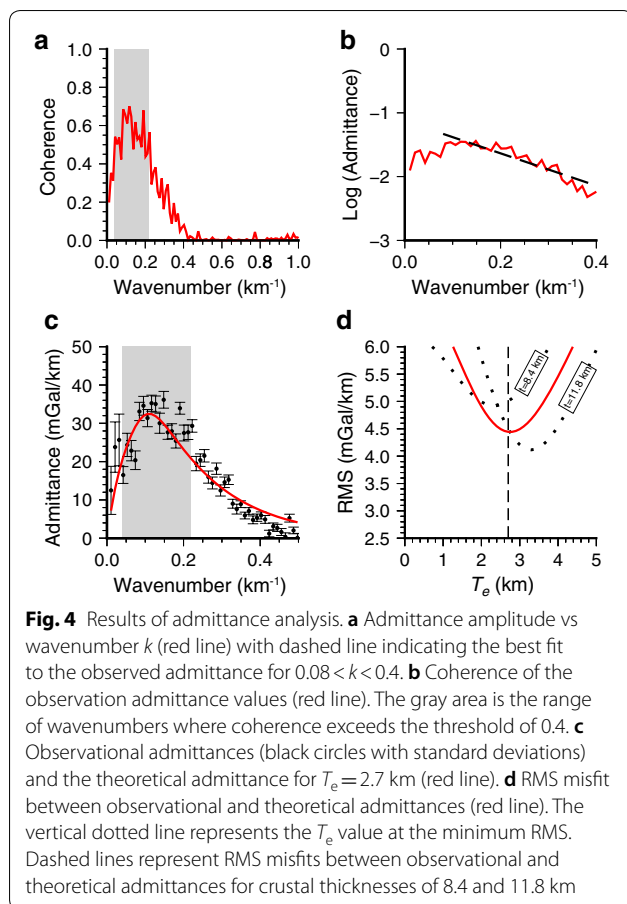 a
1.0
0.8
0.6
0.4
0.2
0.0
Coherence
0.0 0.2 0.4 0.6 0.8 1.0
Wavenumber (km-1)
b
0
−1
−2
−3
Log (Admittance)
0.0 0.2 0.4
Wavenumber (km-1)
c
50
40
30
20
10
0
Admittance (mGal/km)
0.0 0.2 0.4
Wavenumber (km-1)
d
6.0
5.5
5.0
4.5
4.0
3.5
3.0
2.5
RMS (mGal/km)
t=8.4 km
t=11.8 km
0 1 2 3 4 5
Te (km)
Fig. 4 Results of admittance analysis. a Admittance amplitude vs
wavenumber k (red line) with dashed line indicating the best fit
to the observed admittance for 0.08 < k < 0.4. b Coherence of the
observation admittance values (red line). The gray area is the range
of wavenumbers where coherence exceeds the threshold of 0.4. c
Observational admittances (black circles with standard deviations)
and the theoretical admittance for Te = 2.7 km (red line). d RMS misfit
between observational and theoretical admittances (red line). The
vertical dotted line represents the Te value at the minimum RMS.
Dashed lines represent RMS misfits between observational and
theoretical admittances for crustal thicknesses of 8.4 and 11.8 km